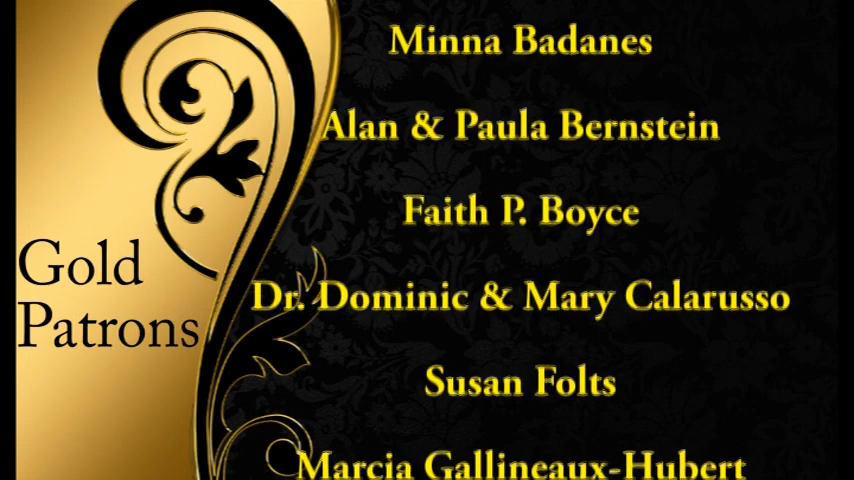 Gold
Patrons
Minna Badanes
Alan & Paula Bernstein
Faith P. Boyce
Dr. Dominic & Mary Calarusso
Susan Folts
Marcia Gallineaux-Hubert